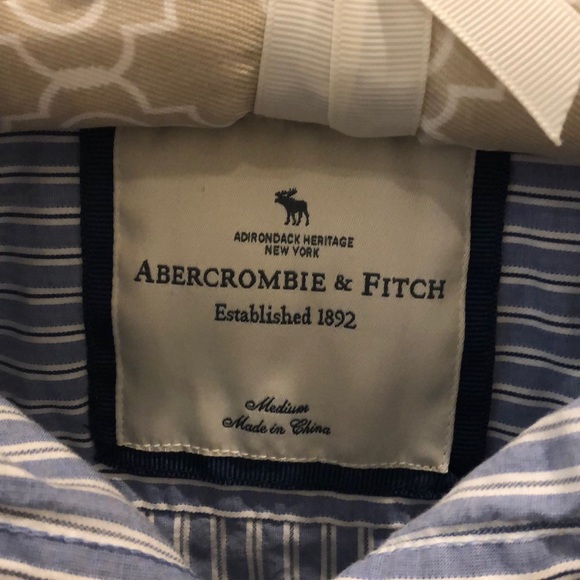 ADIRONDACK HERITAGE
NEW YORK
ABERCROMBIE & FITCH
Established 1892
Medium
Made in China